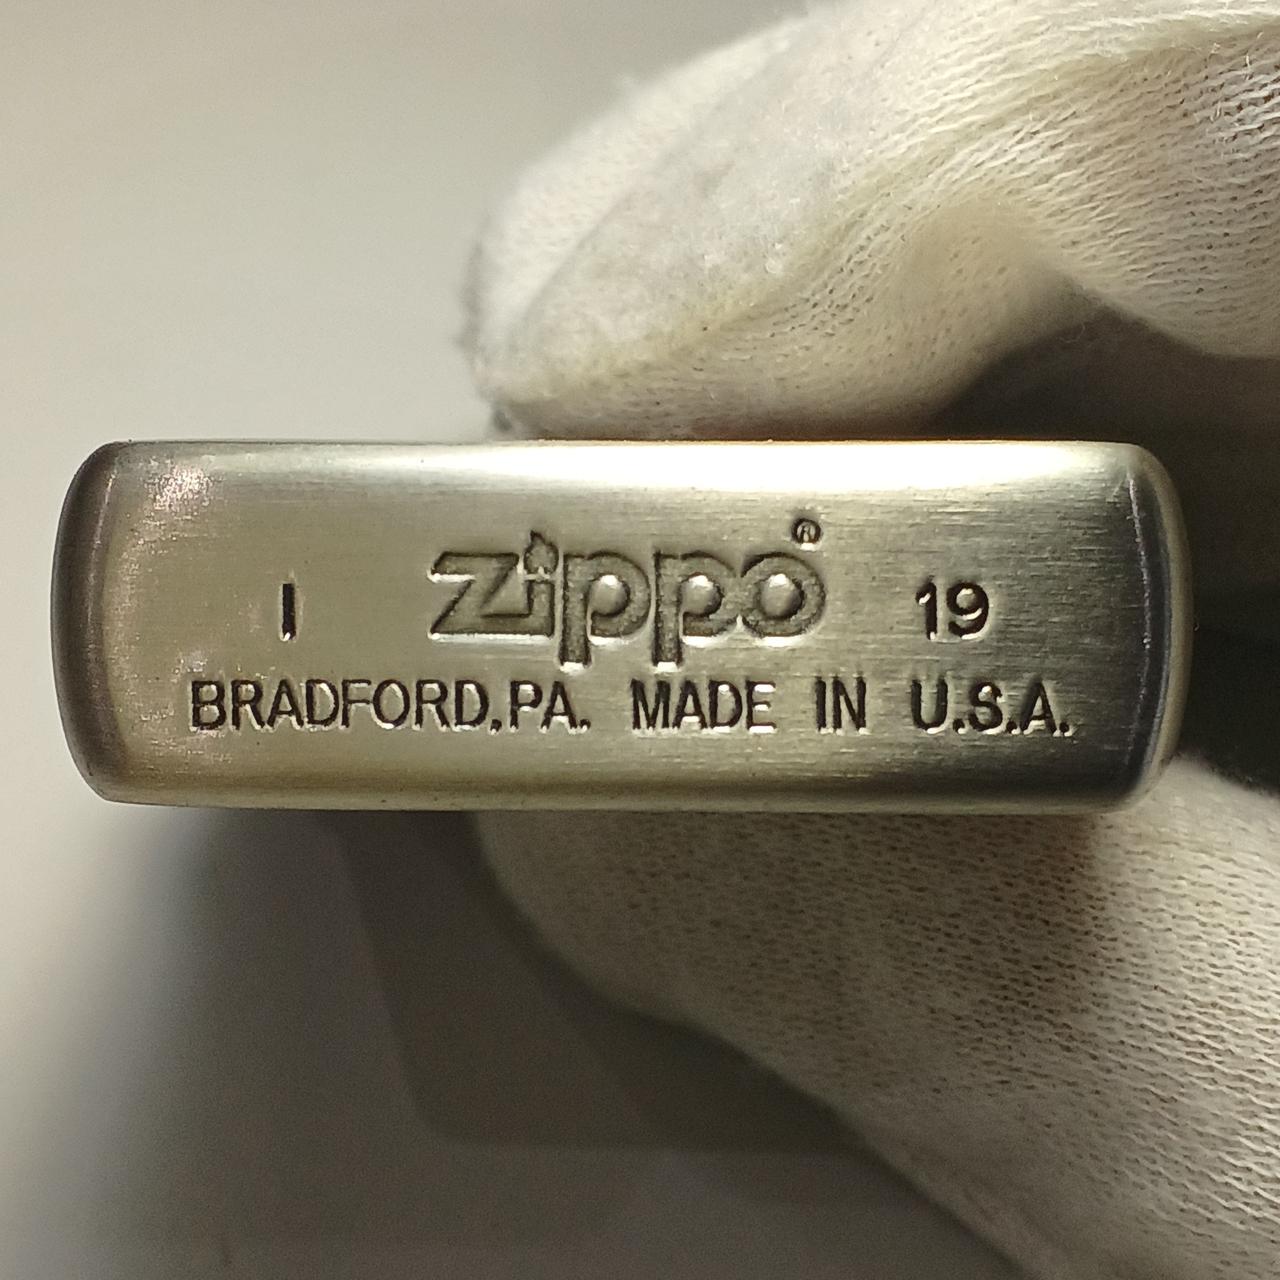 I zippo® 19
BRADFORD,PA. MADE IN U.S.A.